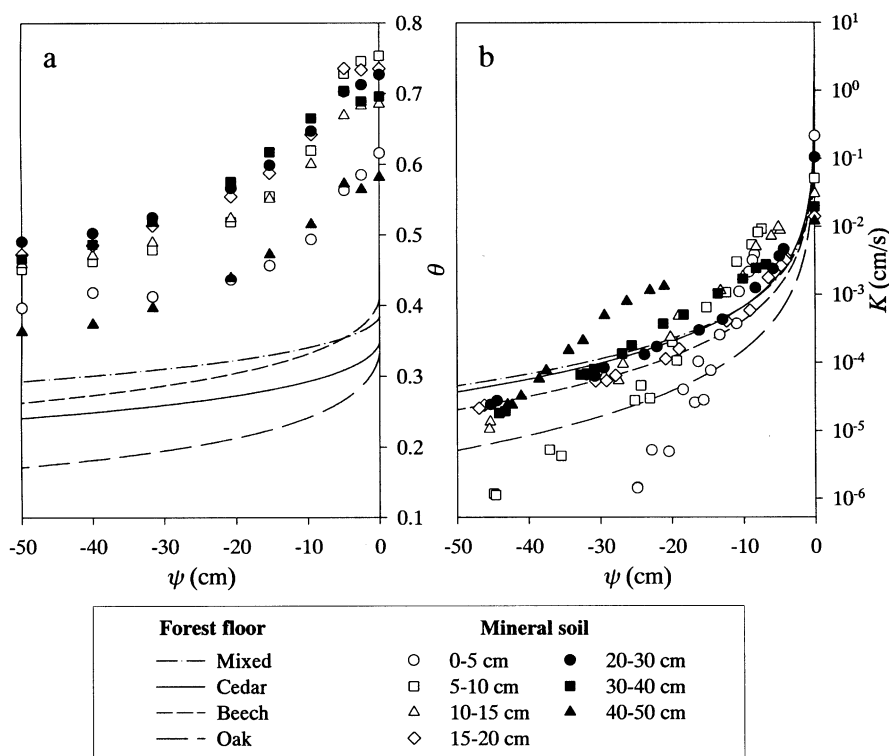 a
0.8
0.7
0.6
0.5
0.4
0.3
0.2
0.1
θ
-50 -40 -30 -20 -10 0
ψ (cm)
b
10¹
10⁰
10⁻¹
10⁻²
10⁻³
10⁻⁴
10⁻⁵
10⁻⁶
K (cm/s)
-50 -40 -30 -20 -10 0
ψ (cm)
Forest floor
Mixed
Cedar
Beech
Oak
Mineral soil
0-5 cm
5-10 cm
10-15 cm
15-20 cm
20-30 cm
30-40 cm
40-50 cm